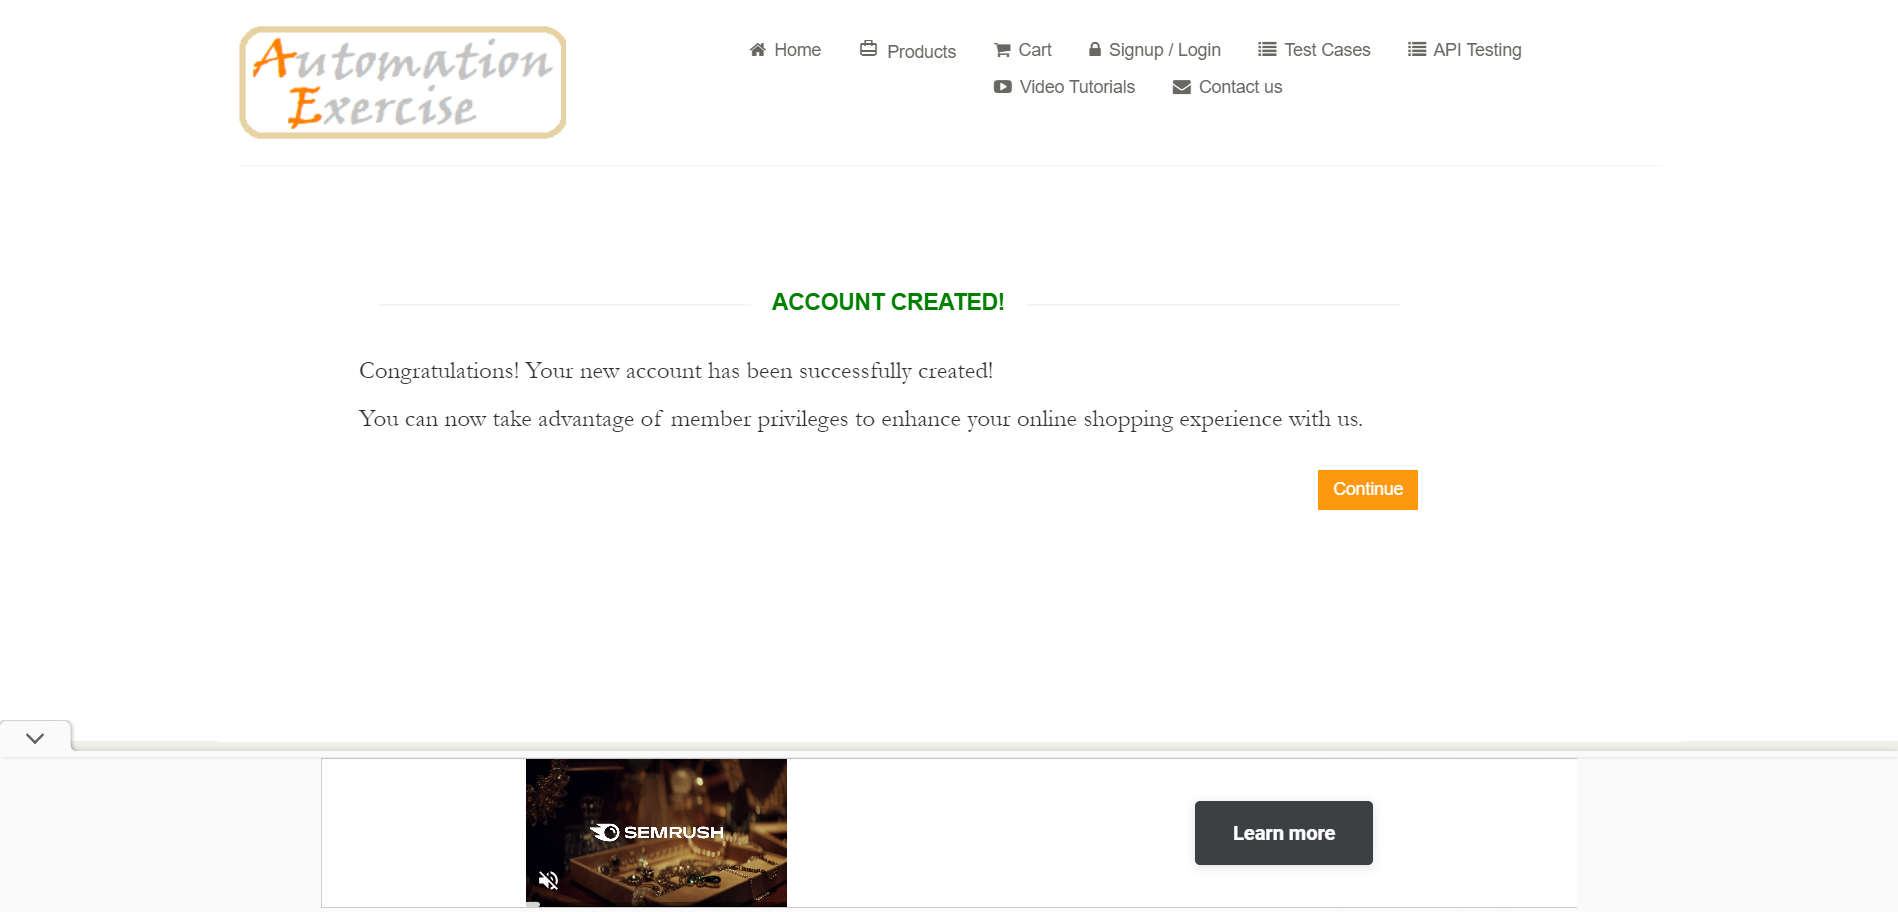 Automation
Exercise
Home
Products
Cart
Signup / Login
Test Cases
API Testing
Video Tutorials
Contact us
ACCOUNT CREATED!
Congratulations! Your new account has been successfully created!
You can now take advantage of member privileges to enhance your online shopping experience with us.
Continue
SEMRUSH
Learn more